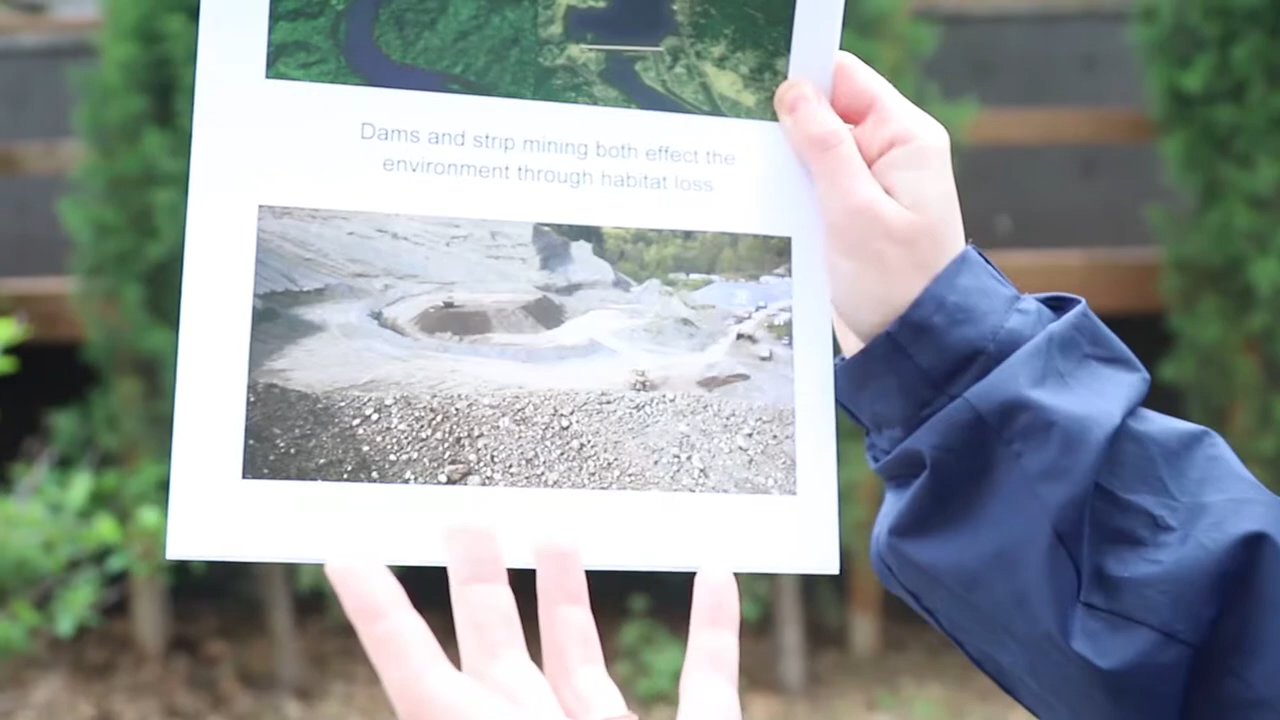 Dams and strip mining both effect the
environment through habitat loss